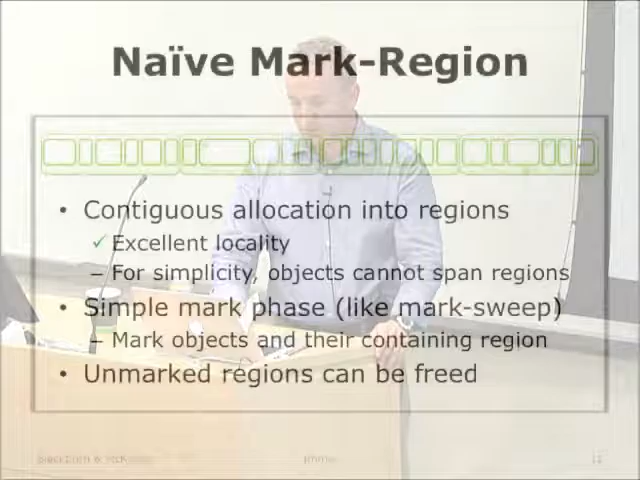 Naïve Mark-Region
• Contiguous allocation into regions
✓ Excellent locality
– For simplicity, objects cannot span regions
• Simple mark phase (like mark-sweep)
– Mark objects and their containing region
• Unmarked regions can be freed